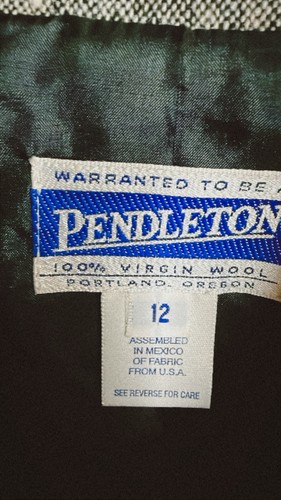 WARRANTED TO BE A
PENDLETON
100% VIRGIN WOOL
PORTLAND, OREGON
12
ASSEMBLED
IN MEXICO
OF FABRIC
FROM U.S.A.
SEE REVERSE FOR CARE